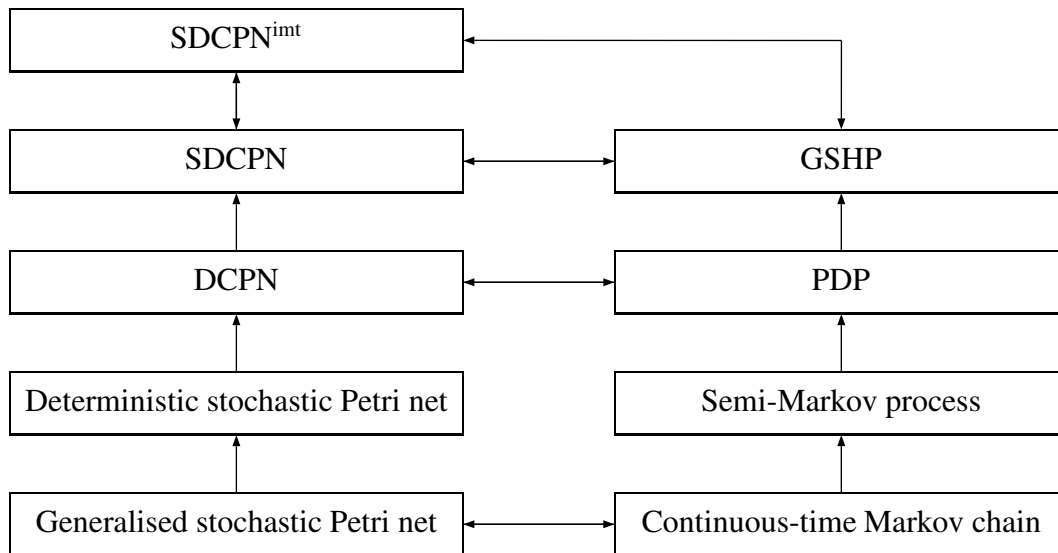 SDCPN^imt
SDCPN
GSHP
DCPN
PDP
Deterministic stochastic Petri net
Semi-Markov process
Generalised stochastic Petri net
Continuous-time Markov chain